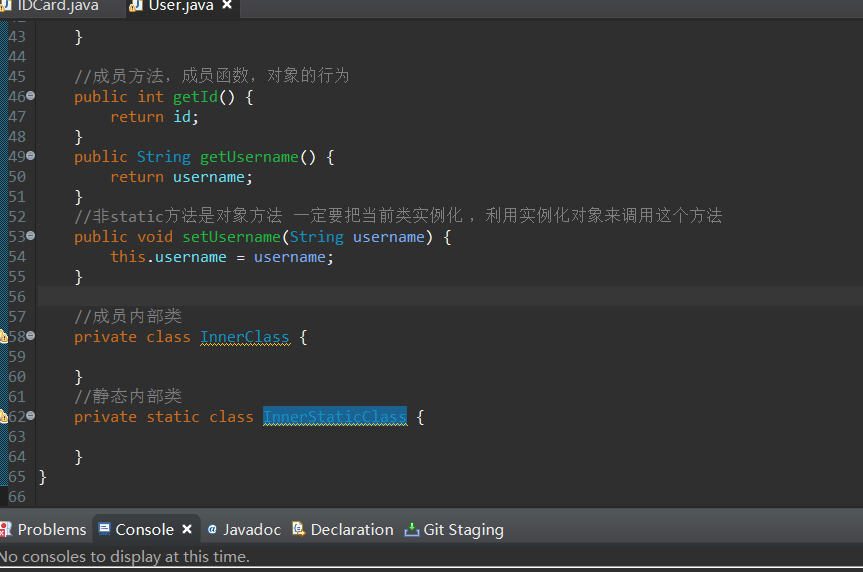 IDCard.java User.java
43 }
44
45 //成员方法，成员函数，对象的行为
46 public int getId() {
47 return id;
48 }
49 public String getUsername() {
50 return username;
51 }
52 //非static方法是对象方法 一定要把当前类实例化 ，利用实例化对象来调用这个方法
53 public void setUsername(String username) {
54 this.username = username;
55 }
56
57 //成员内部类
58 private class InnerClass {
59
60 }
61 //静态内部类
62 private static class InnerStaticClass {
63
64 }
65 }
66
Problems Console @ Javadoc Declaration Git Staging
No consoles to display at this time.